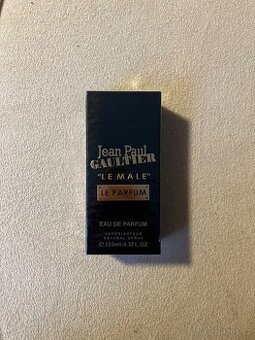 Jean Paul
GAULTIER
"LE MALE"
LE PARFUM
EAU DE PARFUM
VAPORISATEUR
NATURAL SPRAY
℮125ml-4.2FL.OZ